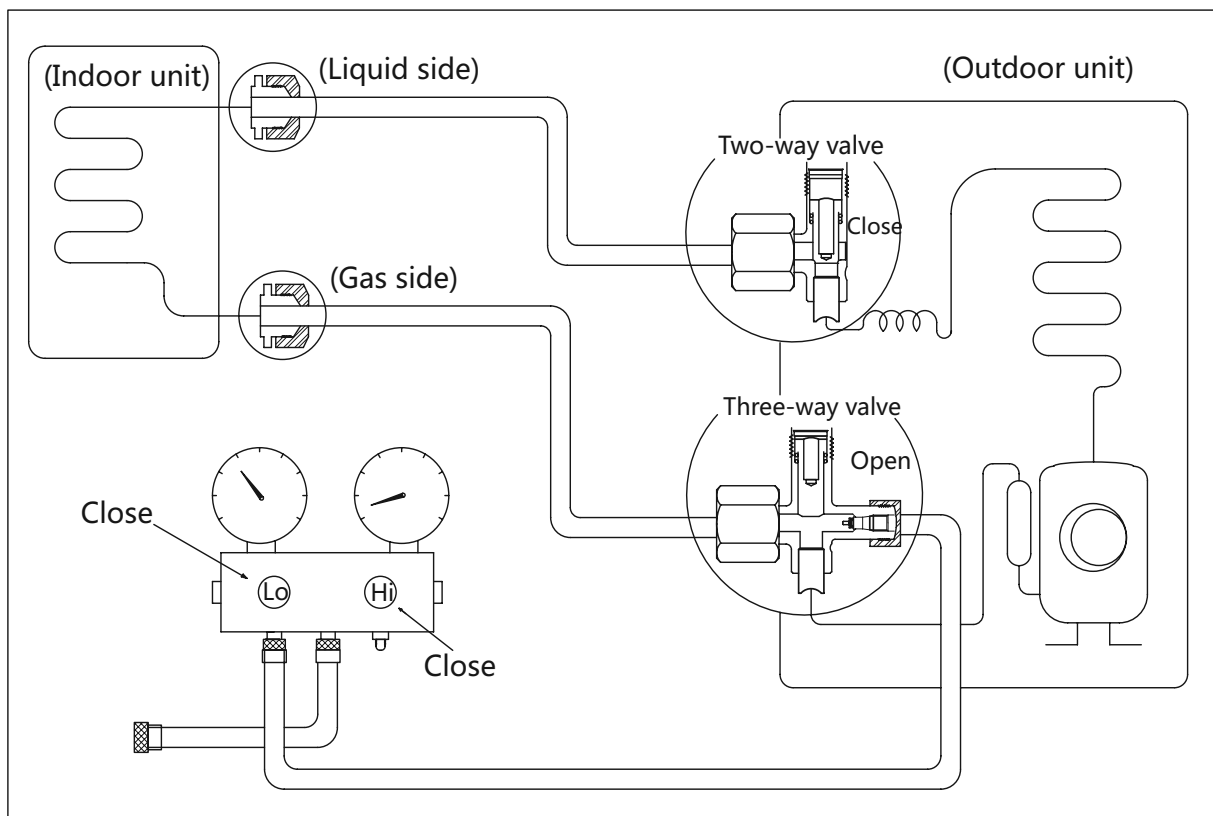 (Indoor unit)
(Liquid side)
(Outdoor unit)
Two-way valve
Close
(Gas side)
Three-way valve
Open
Close
Lo
Hi
Close